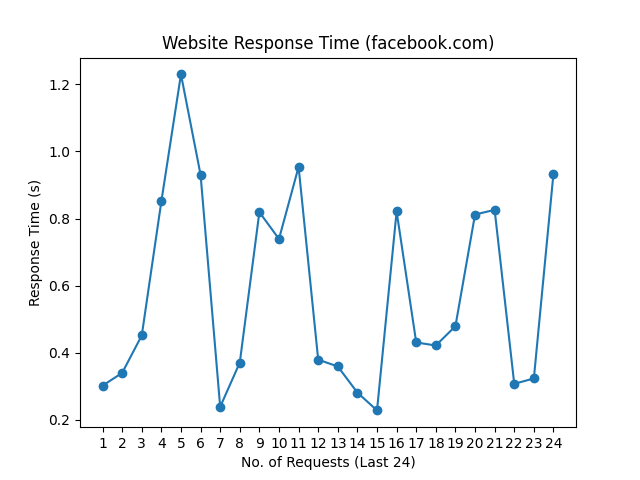 Website Response Time (facebook.com)
1.2
1.0
0.8
0.6
0.4
0.2
Response Time (s)
1 2 3 4 5 6 7 8 9 10 11 12 13 14 15 16 17 18 19 20 21 22 23 24
No. of Requests (Last 24)